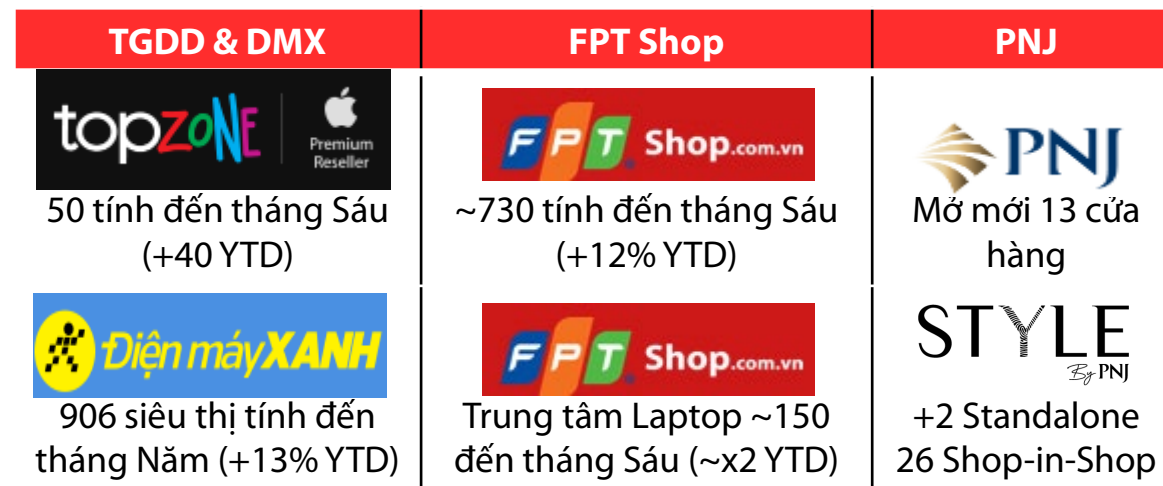 TGDD & DMX
FPT Shop
PNJ
topzone
Premium
Reseller
50 tính đến tháng Sáu
(+40 YTD)
FPT Shop.com.vn
~730 tính đến tháng Sáu
(+12% YTD)
PNJ
Mở mới 13 cửa
hàng
Điện máy XANH
906 siêu thị tính đến
tháng Năm (+13% YTD)
FPT Shop.com.vn
Trung tâm Laptop ~150
đến tháng Sáu (~x2 YTD)
STYLE
By PNJ
+2 Standalone
26 Shop-in-Shop